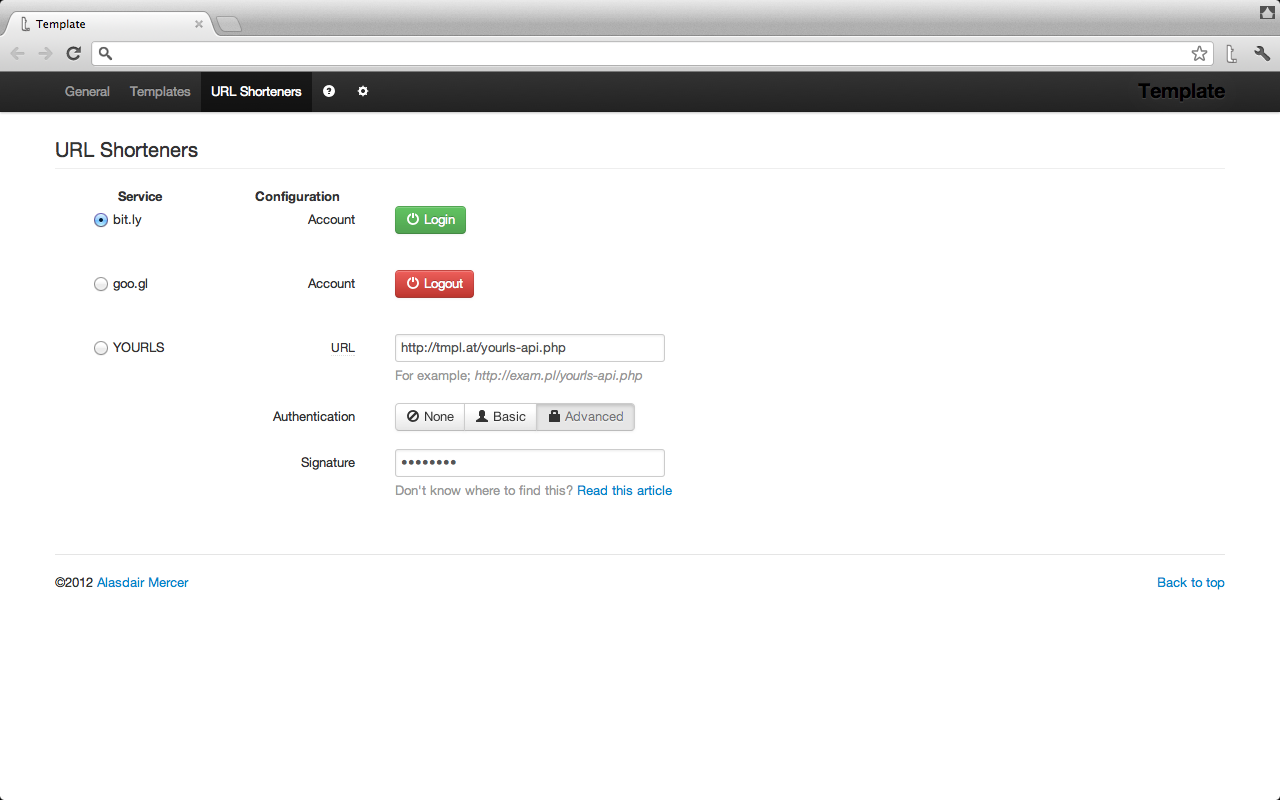 Template
General Templates URL Shorteners Template
URL Shorteners
Service Configuration
bit.ly Account Login
goo.gl Account Logout
YOURLS URL http://tmpl.at/yourls-api.php
For example; http://exam.pl/yourls-api.php
Authentication None Basic Advanced
Signature ••••••••
Don't know where to find this? Read this article
©2012 Alasdair Mercer Back to top